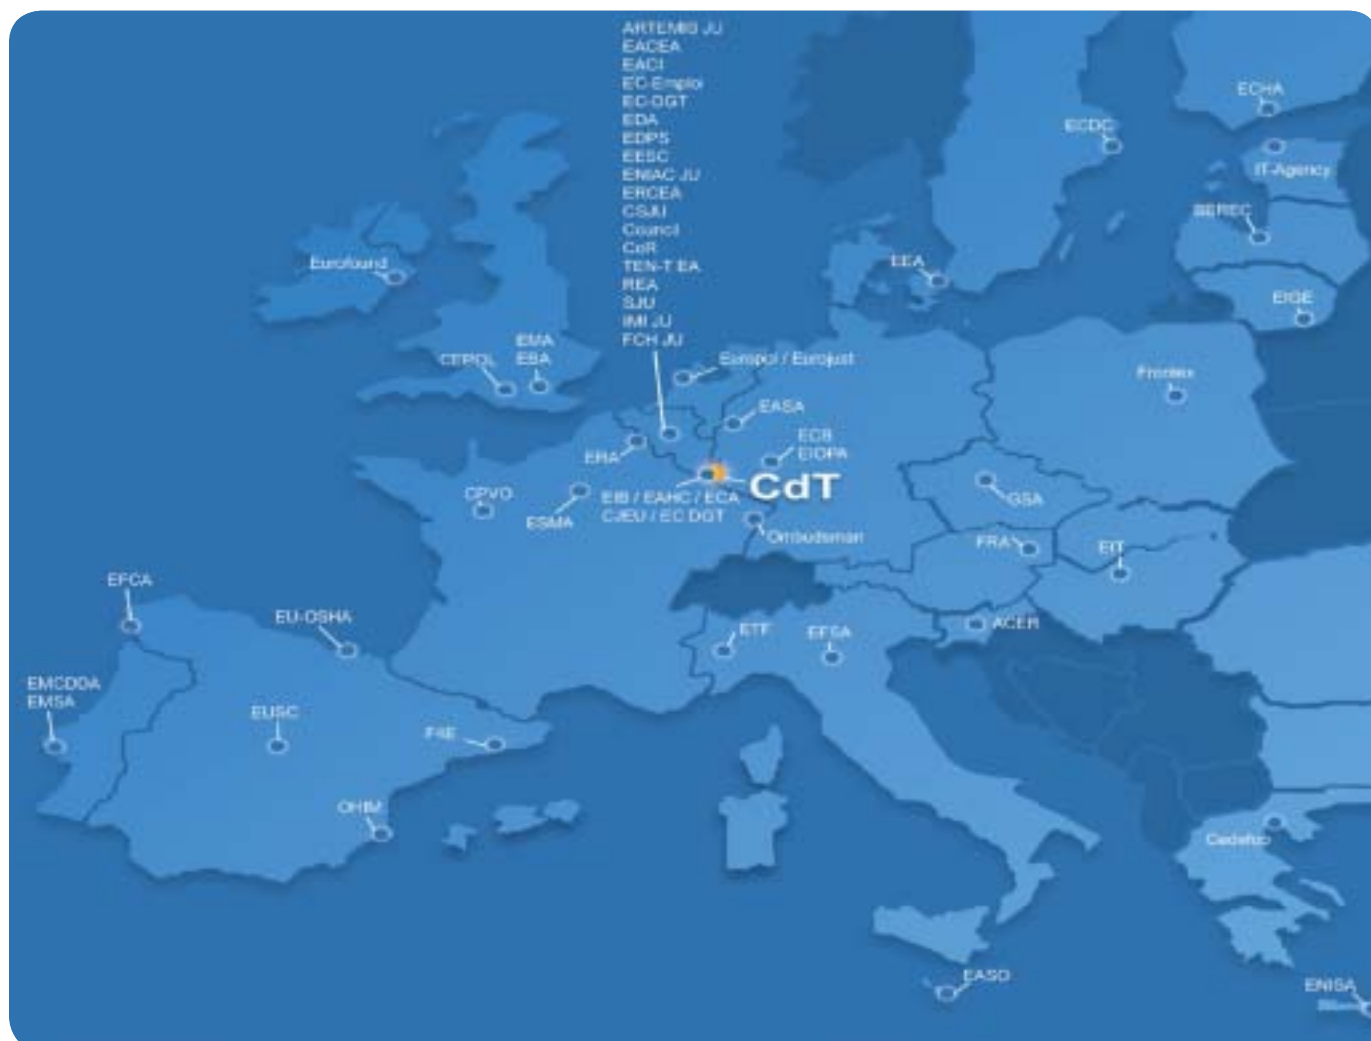 ARTEMIS JU
EACEA
EACI
EC-Emploi
EC-DGT
EDA
EDPS
EESC
ENIAC JU
ERCEA
CSJU
Council
CoR
TEN-T EA
REA
SJU
IMI JU
FCH JU
ECHA
ECDC
IT-Agency
BEREC
Eurofound
EEA
EIGE
EMA
EBA
CEPOL
Europol / Eurojust
Frontex
EASA
ECB
EIOPA
ERA
CdT
CPVO
ESMA
EIB / EAHC / ECA
CJEU / EC DGT
GSA
Ombudsman
FRA
EIT
EFCA
EU-OSHA
ETF
EFSA
ACER
EMCDDA
EMSA
EUSC
F4E
OHIM
Cedefop
EASO
ENISA